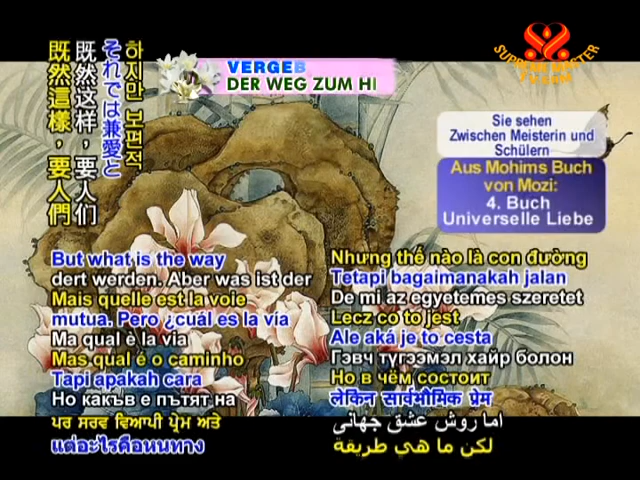 SUPREME MASTER
하지만 보편적
それでは兼愛と
既然这样，要人们
既然這樣，要人們
VERGEB
DER WEG ZUM HI
Sie sehen
Zwischen Meisterin und
Schülern
Aus Mohims Buch
von Mozi:
4. Buch
Universelle Liebe
But what is the way
dert werden. Aber was ist der
Mais quelle est la voie
mutua. Pero ¿cuál es la vía
Ma qual è la via
Mas qual é o caminho
Tapi apakah cara
Но какъв е пътят на
ਪਰ ਸਰਵ ਵਿਆਪੀ ਪ੍ਰੇਮ ਅਤੇ
แต่อะไรคือหนทาง
Nhưng thế nào là con đường
Tetapi bagaimanakah jalan
De mi az egyetemes szeretet
Lecz co to jest
Ale aká je to cesta
Гэвч түгээмэл хайр болон
Но в чём состоит
लेकिन सार्वभौमिक प्रेम
اما روش عشق جهانی
لكن ما هي طريقة